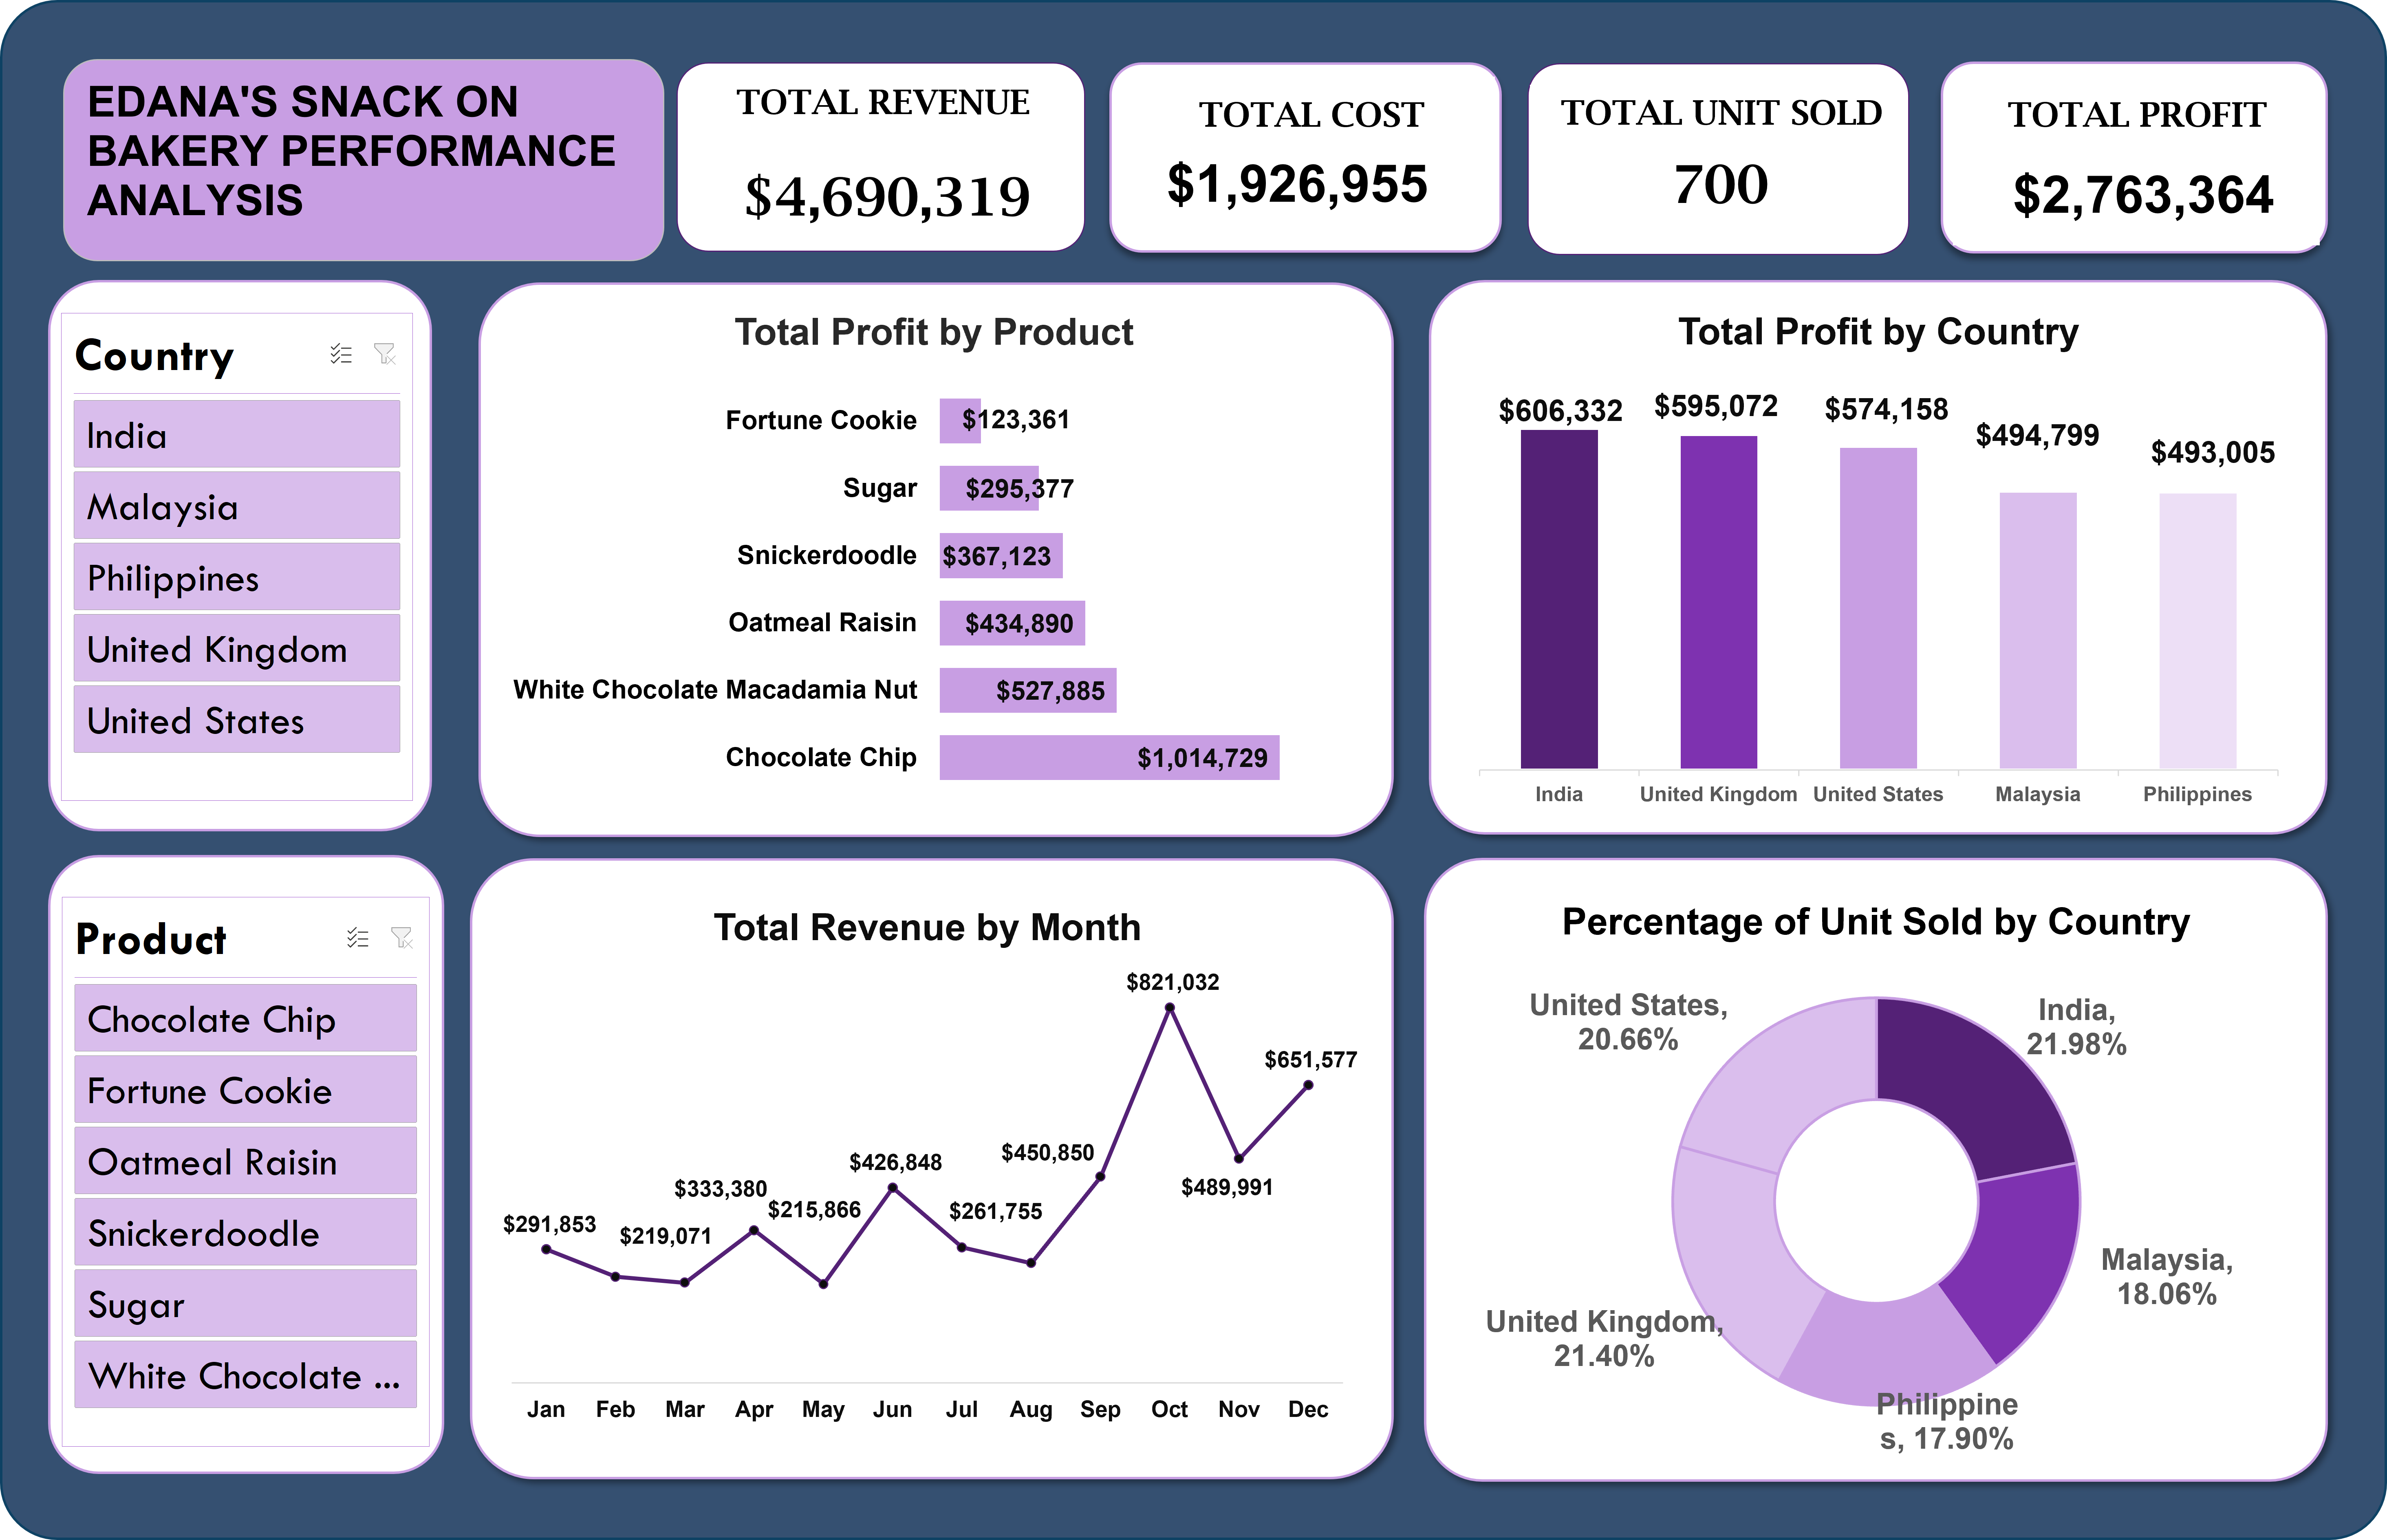 EDANA'S SNACK ON
BAKERY PERFORMANCE
ANALYSIS
TOTAL REVENUE
$4,690,319
TOTAL COST
$1,926,955
TOTAL UNIT SOLD
700
TOTAL PROFIT
$2,763,364
Country
India
Malaysia
Philippines
United Kingdom
United States
Total Profit by Product
Fortune Cookie $123,361
Sugar $295,377
Snickerdoodle $367,123
Oatmeal Raisin $434,890
White Chocolate Macadamia Nut $527,885
Chocolate Chip $1,014,729
Total Profit by Country
$606,332 $595,072 $574,158 $494,799 $493,005
India United Kingdom United States Malaysia Philippines
Product
Chocolate Chip
Fortune Cookie
Oatmeal Raisin
Snickerdoodle
Sugar
White Chocolate ...
Total Revenue by Month
$821,032
$651,577
$450,850
$426,848
$489,991
$333,380
$215,866
$261,755
$291,853
$219,071
Jan Feb Mar Apr May Jun Jul Aug Sep Oct Nov Dec
Percentage of Unit Sold by Country
United States,
20.66%
India,
21.98%
Malaysia,
18.06%
United Kingdom,
21.40%
Philippine
s, 17.90%